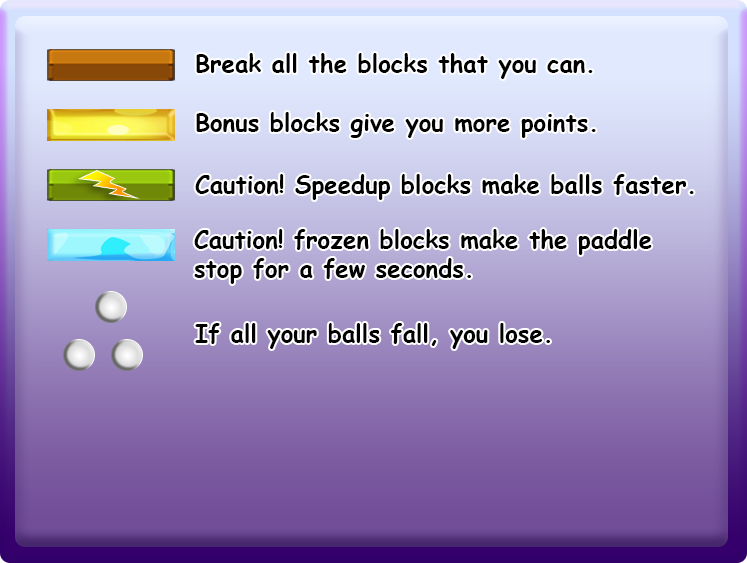 Break all the blocks that you can.
Bonus blocks give you more points.
Caution! Speedup blocks make balls faster.
Caution! frozen blocks make the paddle
stop for a few seconds.
If all your balls fall, you lose.